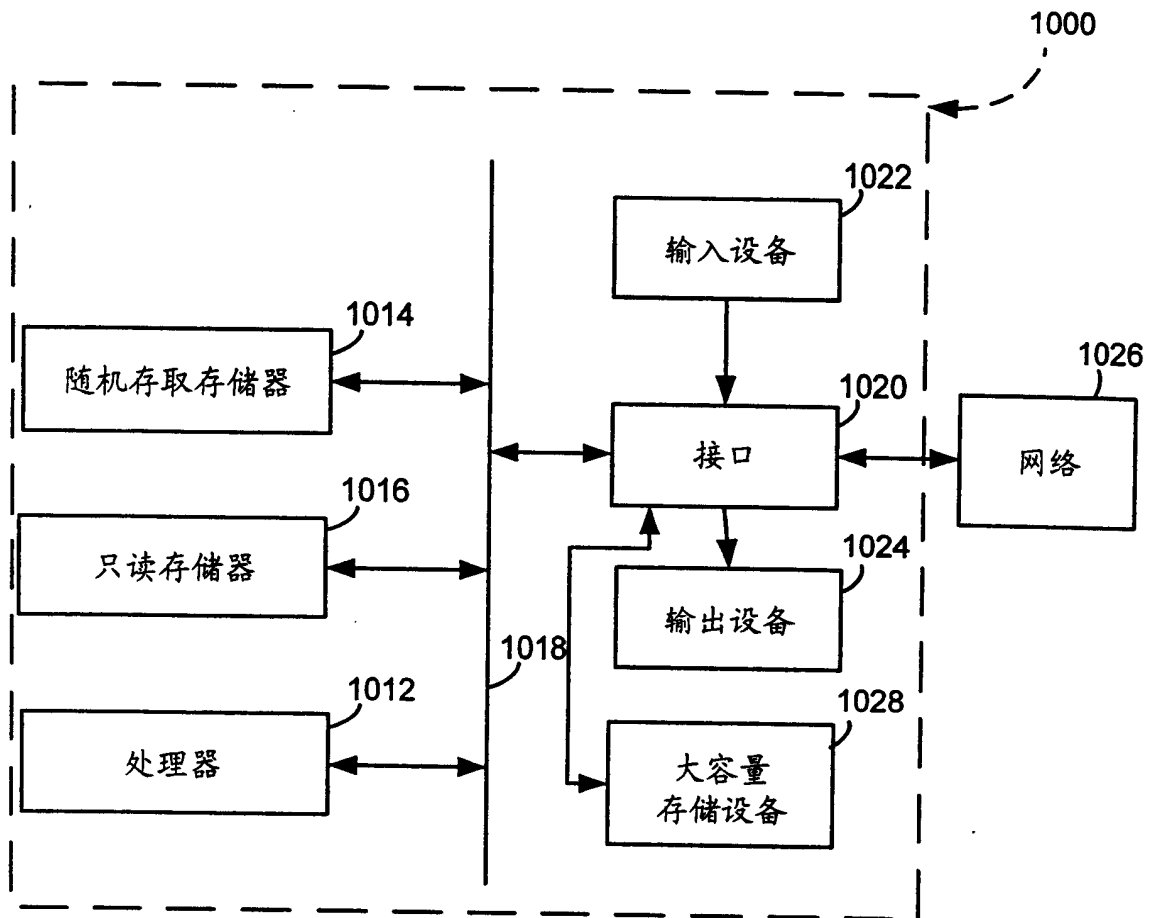 1000
1022
输入设备
1014
随机存取存储器
1020
接口
1026
网络
1016
只读存储器
1024
输出设备
1018
1012
处理器
1028
大容量
存储设备